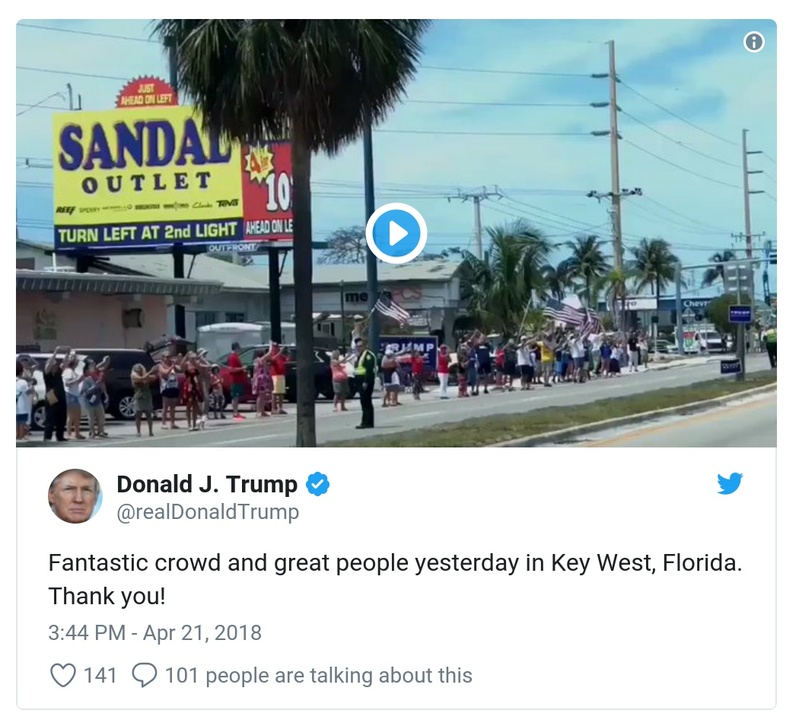 JUST
AHEAD ON LEFT
SANDAL
OUTLET
REEF SPERRY Clarks Teva
TURN LEFT AT 2nd LIGHT
10
AHEAD ON LE
OUTFRONT
TRUMP
Chevr
Donald J. Trump
@realDonaldTrump
Fantastic crowd and great people yesterday in Key West, Florida.
Thank you!
3:44 PM - Apr 21, 2018
141 101 people are talking about this